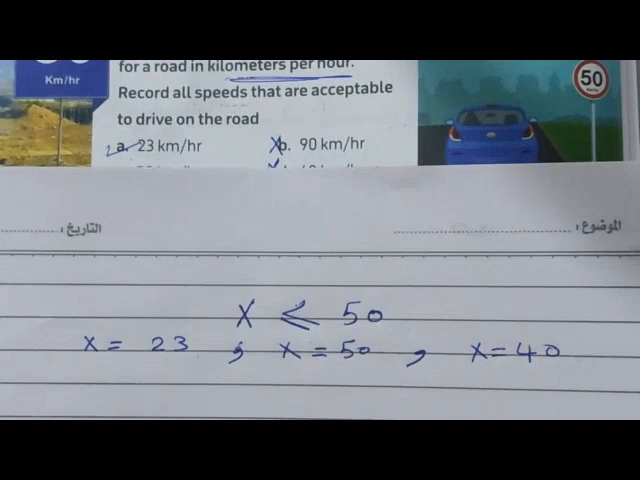 Km/hr
for a road in kilometers per hour.
Record all speeds that are acceptable
to drive on the road
a. 23 km/hr
b. 90 km/hr
50
الموضوع :
التاريخ :
x ≤ 50
x = 23 , x = 50 , x = 40